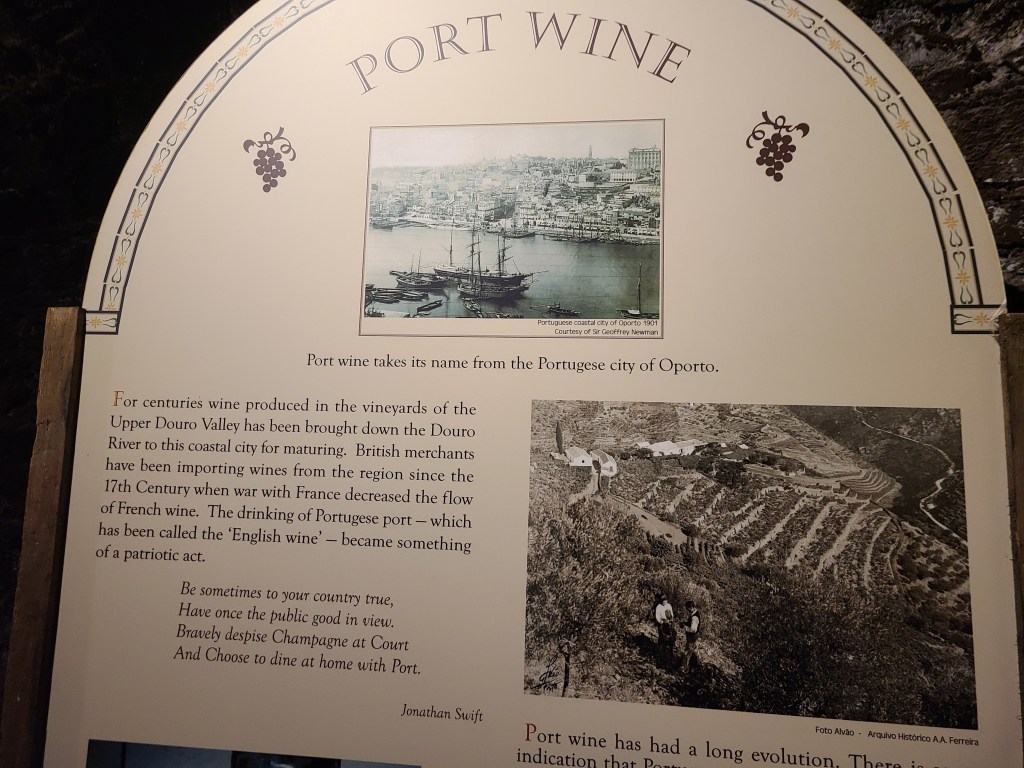 PORT WINE
Portuguese coastal city of Oporto 1901
Courtesy of Sir Geoffrey Newman
Port wine takes its name from the Portugese city of Oporto.
For centuries wine produced in the vineyards of the
Upper Douro Valley has been brought down the Douro
River to this coastal city for maturing. British merchants
have been importing wines from the region since the
17th Century when war with France decreased the flow
of French wine. The drinking of Portugese port – which
has been called the ‘English wine’ – became something
of a patriotic act.
Be sometimes to your country true,
Have once the public good in view.
Bravely despise Champagne at Court
And Choose to dine at home with Port.
Jonathan Swift
Foto Alvão - Arquivo Histórico A.A. Ferreira
Port wine has had a long evolution. There is
indication that